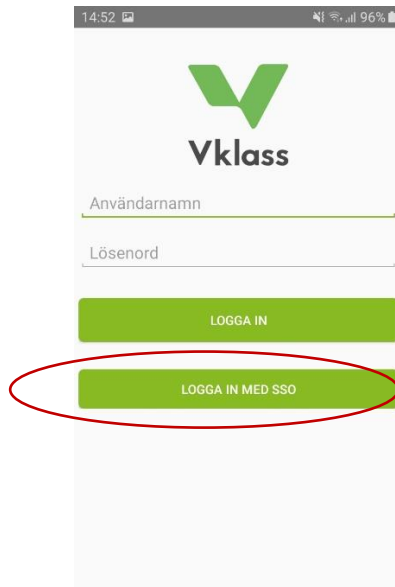 14:52 96%
Vklass
Användarnamn
Lösenord
LOGGA IN
LOGGA IN MED SSO